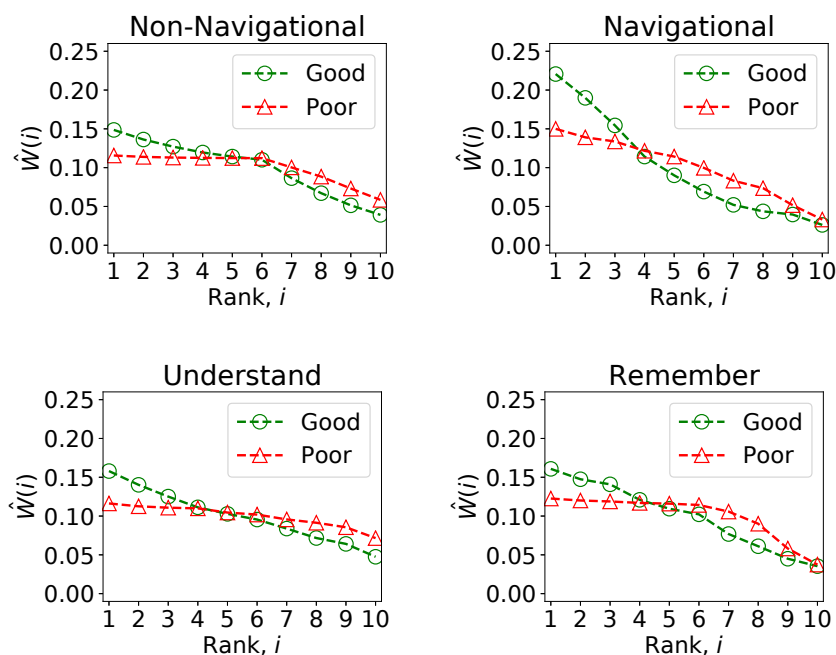 Non-Navigational
0.25
0.20
0.15
0.10
0.05
0.00
Ŵ(i)
Good
Poor
1 2 3 4 5 6 7 8 9 10
Rank, i
Navigational
0.25
0.20
0.15
0.10
0.05
0.00
Ŵ(i)
Good
Poor
1 2 3 4 5 6 7 8 9 10
Rank, i
Understand
0.25
0.20
0.15
0.10
0.05
0.00
Ŵ(i)
Good
Poor
1 2 3 4 5 6 7 8 9 10
Rank, i
Remember
0.25
0.20
0.15
0.10
0.05
0.00
Ŵ(i)
Good
Poor
1 2 3 4 5 6 7 8 9 10
Rank, i